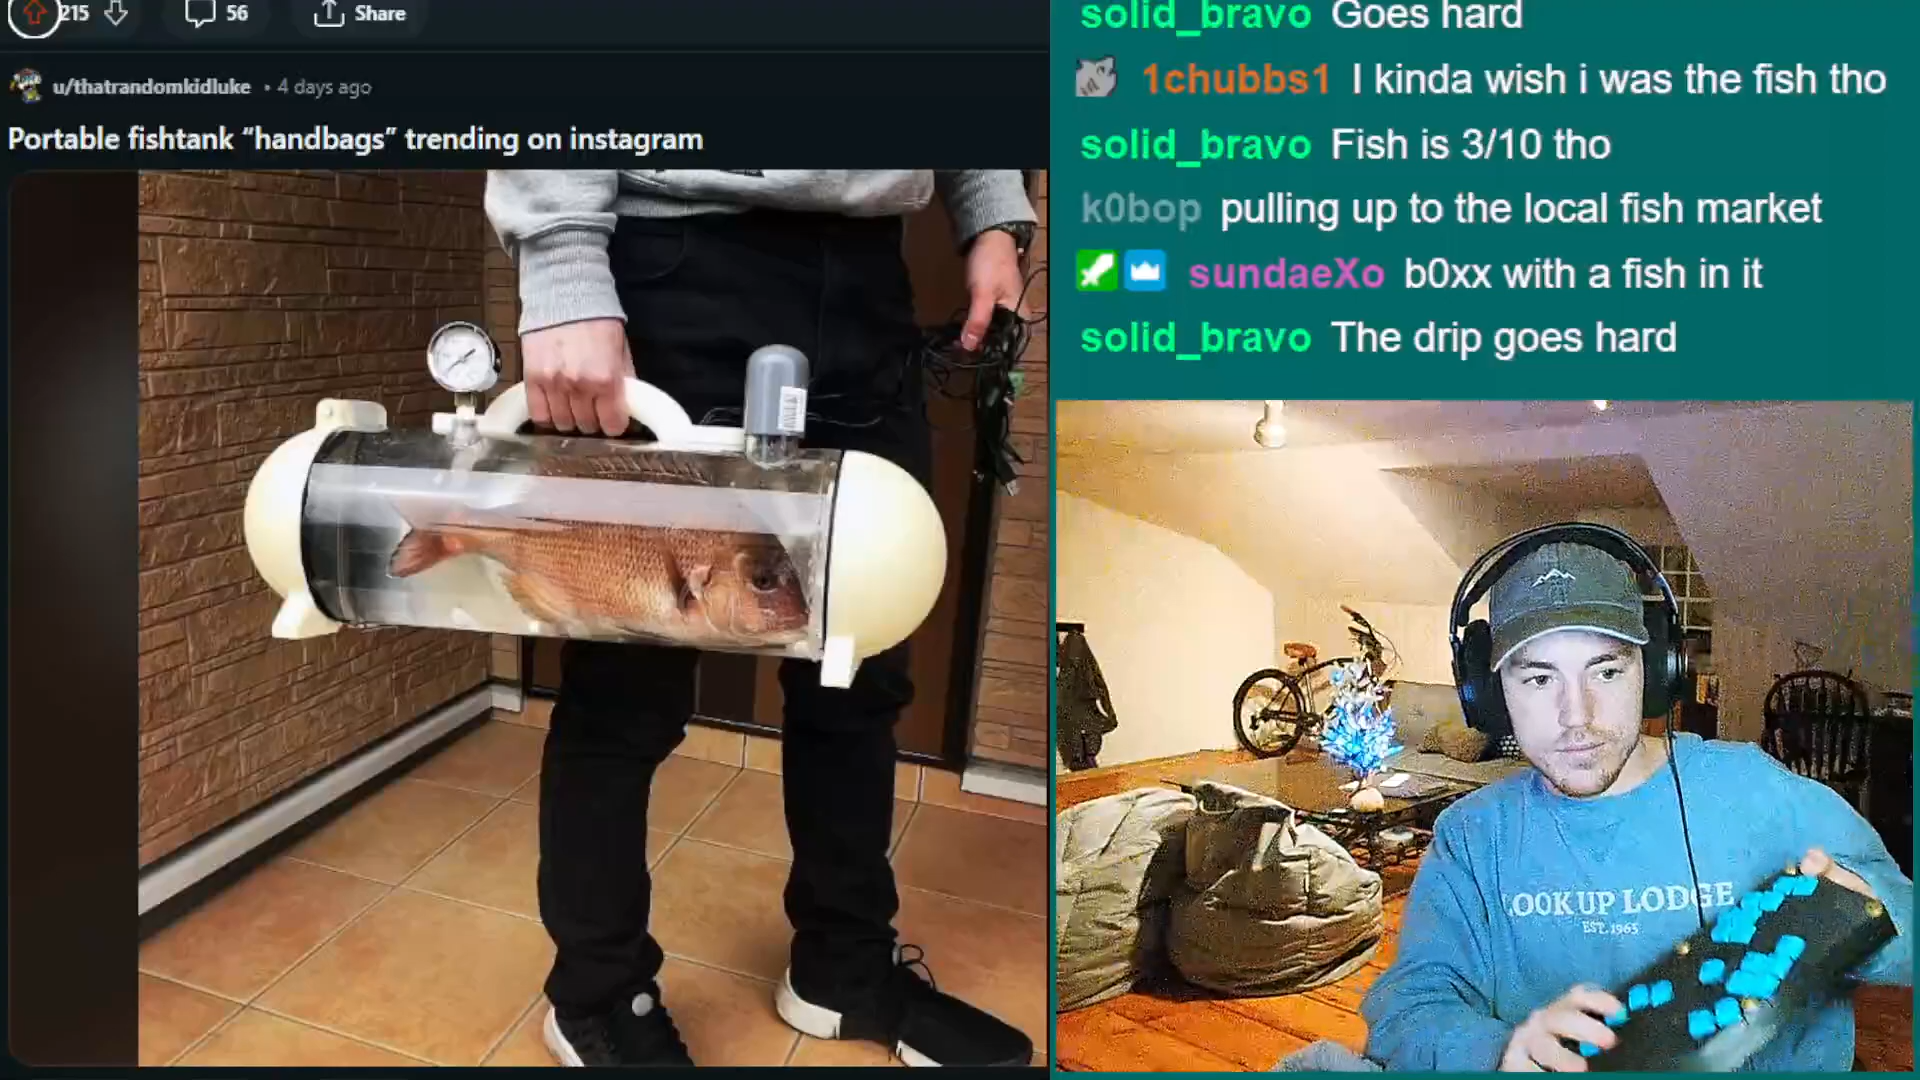 215
56
Share
u/thatrandomkidluke • 4 days ago
Portable fishtank “handbags” trending on instagram
solid_bravo Goes hard
1chubbs1 I kinda wish i was the fish tho
solid_bravo Fish is 3/10 tho
k0bop pulling up to the local fish market
sundaeXo b0xx with a fish in it
solid_bravo The drip goes hard
LOOKUP LODGE
EST. 1965